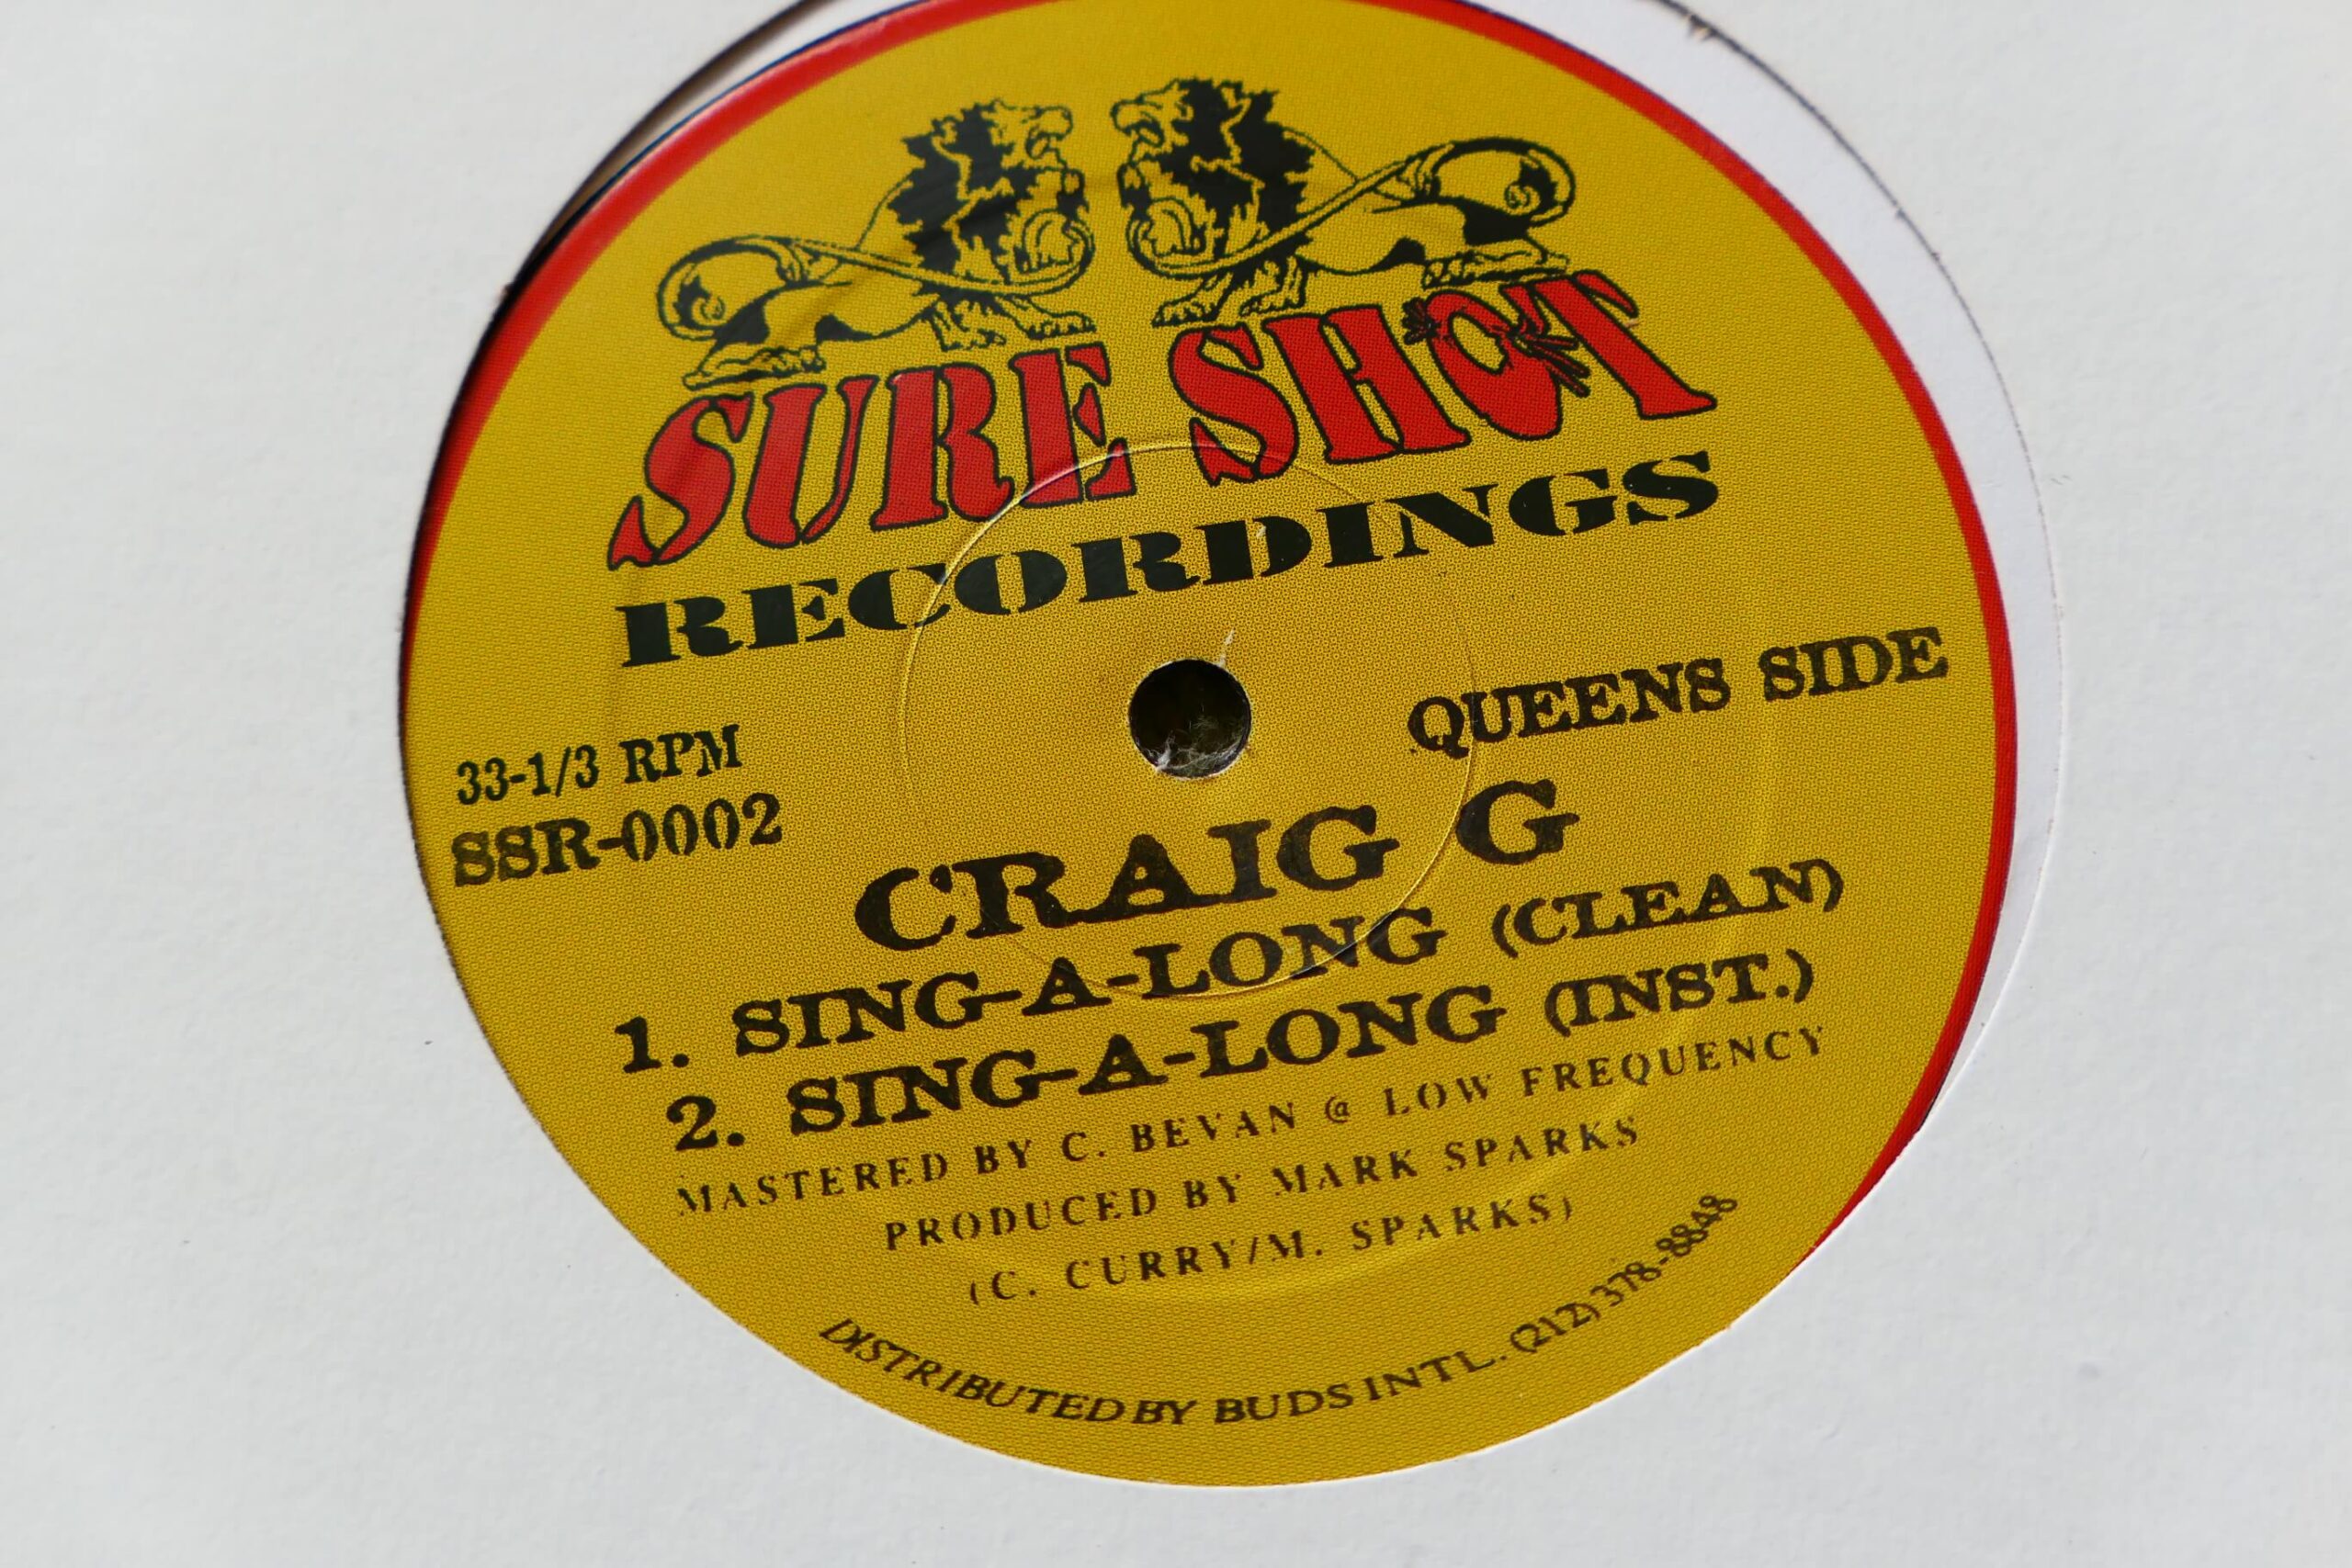 SURE SHOT
RECORDINGS
33-1/3 RPM
SSR-0002
QUEENS SIDE
CRAIG G
1. SING-A-LONG (CLEAN)
2. SING-A-LONG (INST.)
MASTERED BY C. BEVAN @ LOW FREQUENCY
PRODUCED BY MARK SPARKS
(C. CURRY/M. SPARKS)
DISTRIBUTED BY BUDS INTL. (212) 378-8848